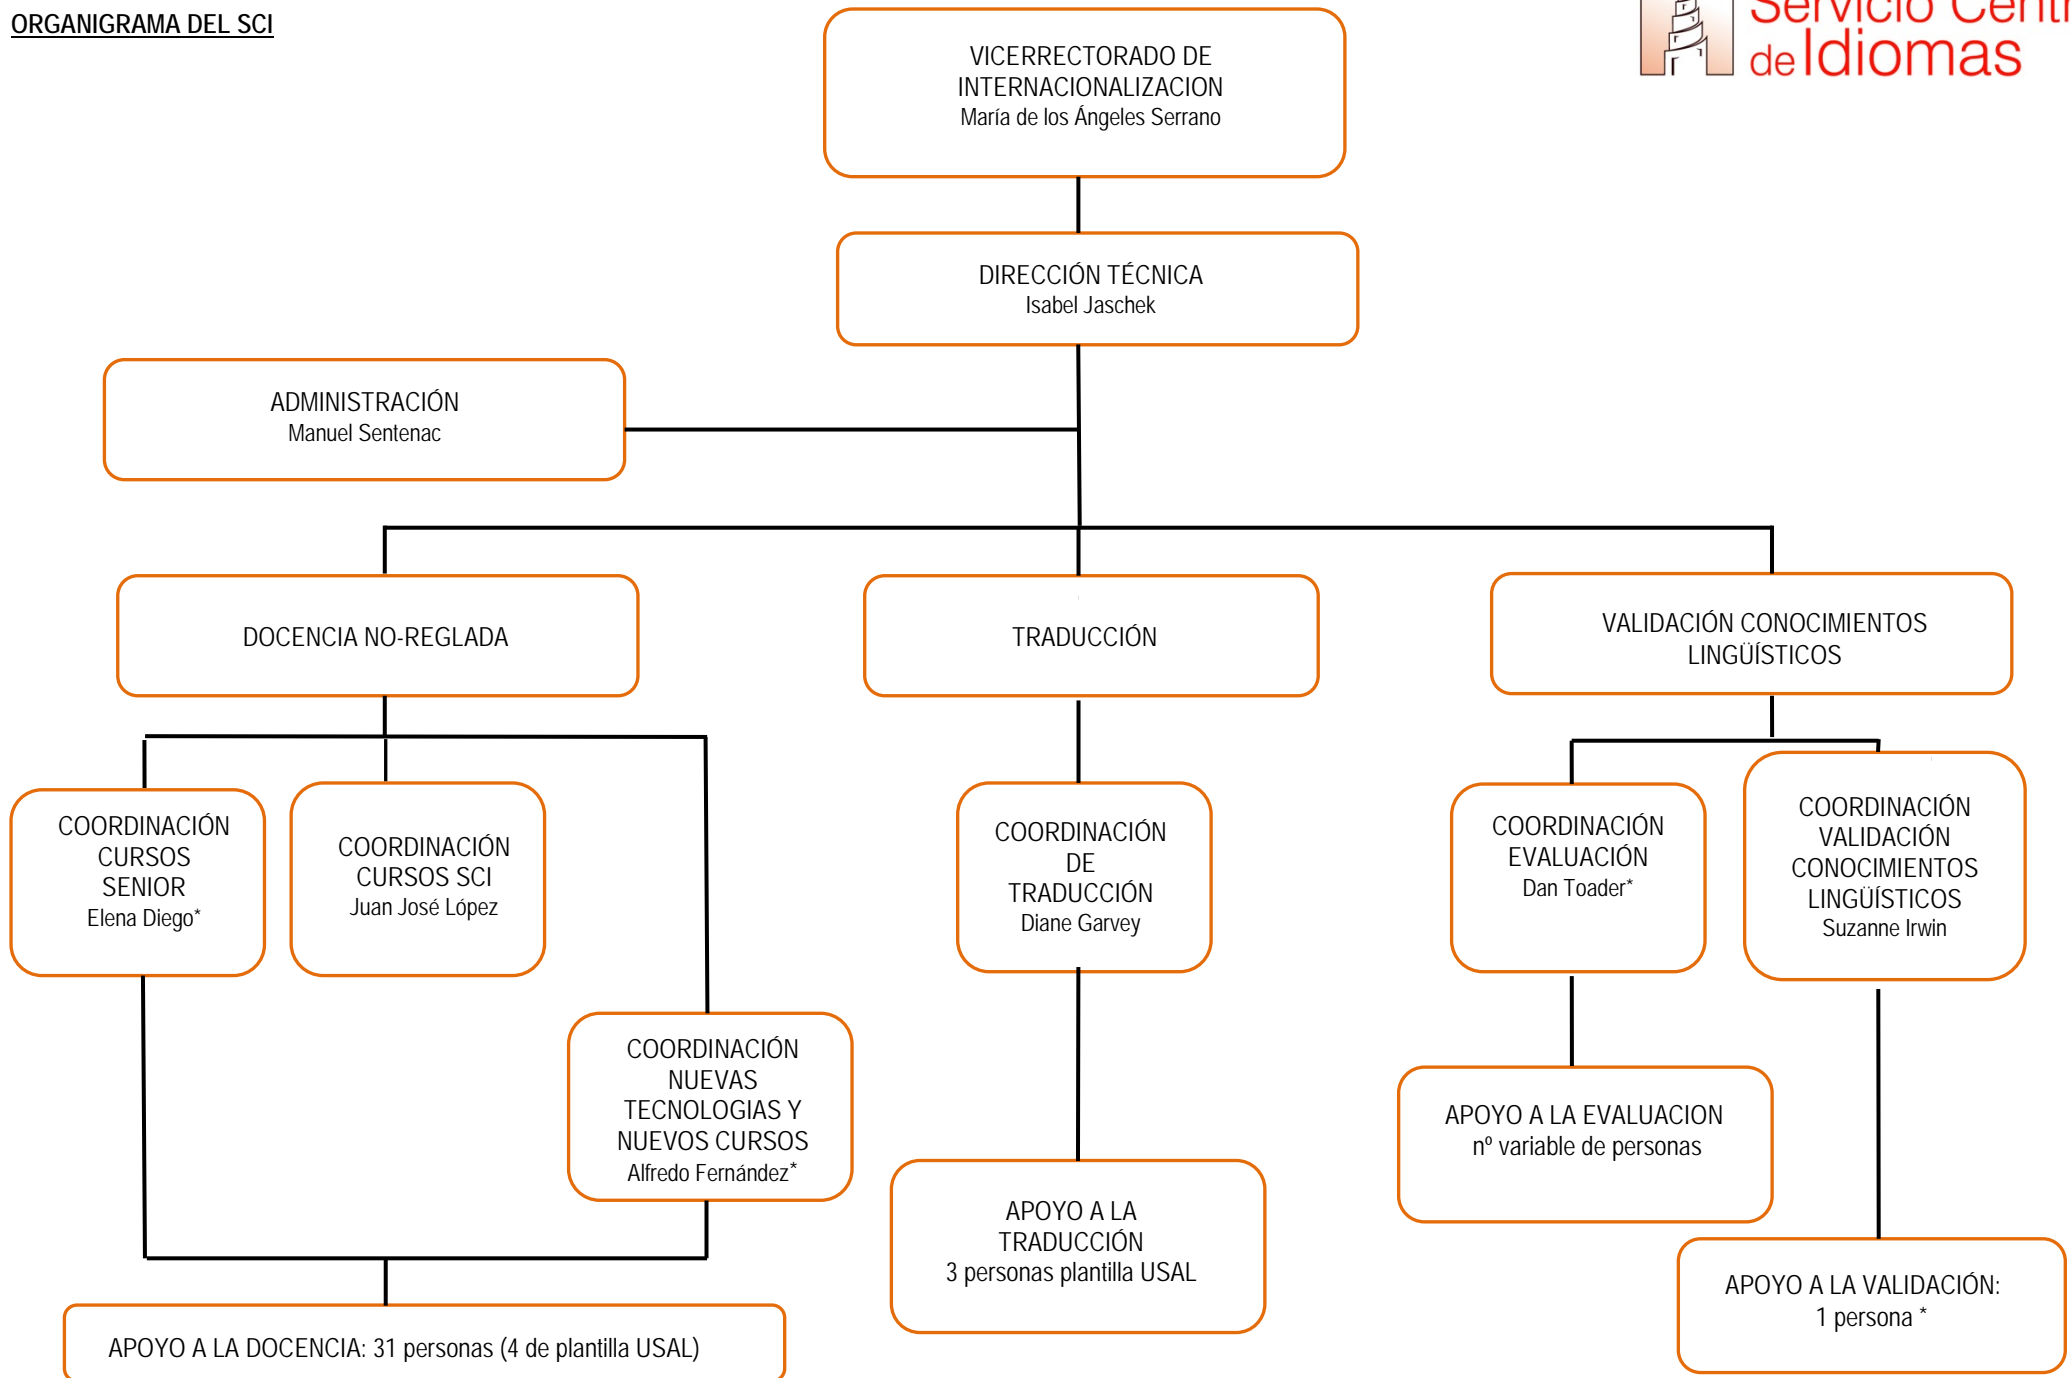 ORGANIGRAMA DEL SCI
Servicio
de Idiomas
VICERRECTORADO DE
INTERNACIONALIZACION
María de los Ángeles Serrano
DIRECCIÓN TÉCNICA
Isabel Jaschek
ADMINISTRACIÓN
Manuel Sentenac
DOCENCIA NO-REGLADA
TRADUCCIÓN
VALIDACIÓN CONOCIMIENTOS
LINGÜÍSTICOS
COORDINACIÓN
CURSOS
SENIOR
Elena Diego*
COORDINACIÓN
CURSOS SCI
Juan José López
COORDINACIÓN
NUEVAS
TECNOLOGIAS Y
NUEVOS CURSOS
Alfredo Fernández*
COORDINACIÓN
DE
TRADUCCIÓN
Diane Garvey
COORDINACIÓN
EVALUACIÓN
Dan Toader*
COORDINACIÓN
VALIDACIÓN
CONOCIMIENTOS
LINGÜÍSTICOS
Suzanne Irwin
APOYO A LA EVALUACION
nº variable de personas
APOYO A LA
TRADUCCIÓN
3 personas plantilla USAL
APOYO A LA VALIDACIÓN:
1 persona *
APOYO A LA DOCENCIA: 31 personas (4 de plantilla USAL)